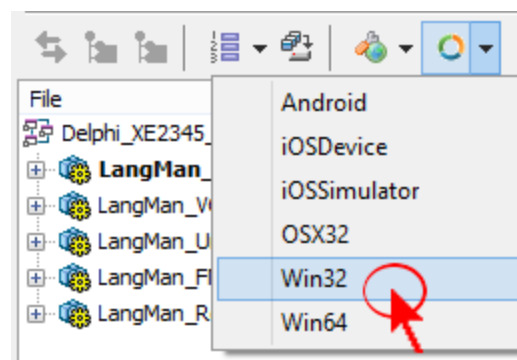 File
Delphi_XE2345_
LangMan_
LangMan_V
LangMan_U
LangMan_F
LangMan_R
Android
iOSDevice
iOSSimulator
OSX32
Win32
Win64